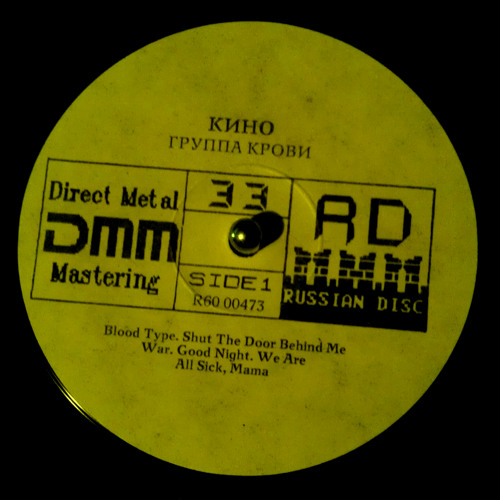 КИНО
ГРУППА КРОВИ
Direct Metal
DMM
Mastering
33
SIDE 1
R60 00473
RD
RUSSIAN DISC
Blood Type. Shut The Door Behind Me
War. Good Night. We Are
All Sick, Mama